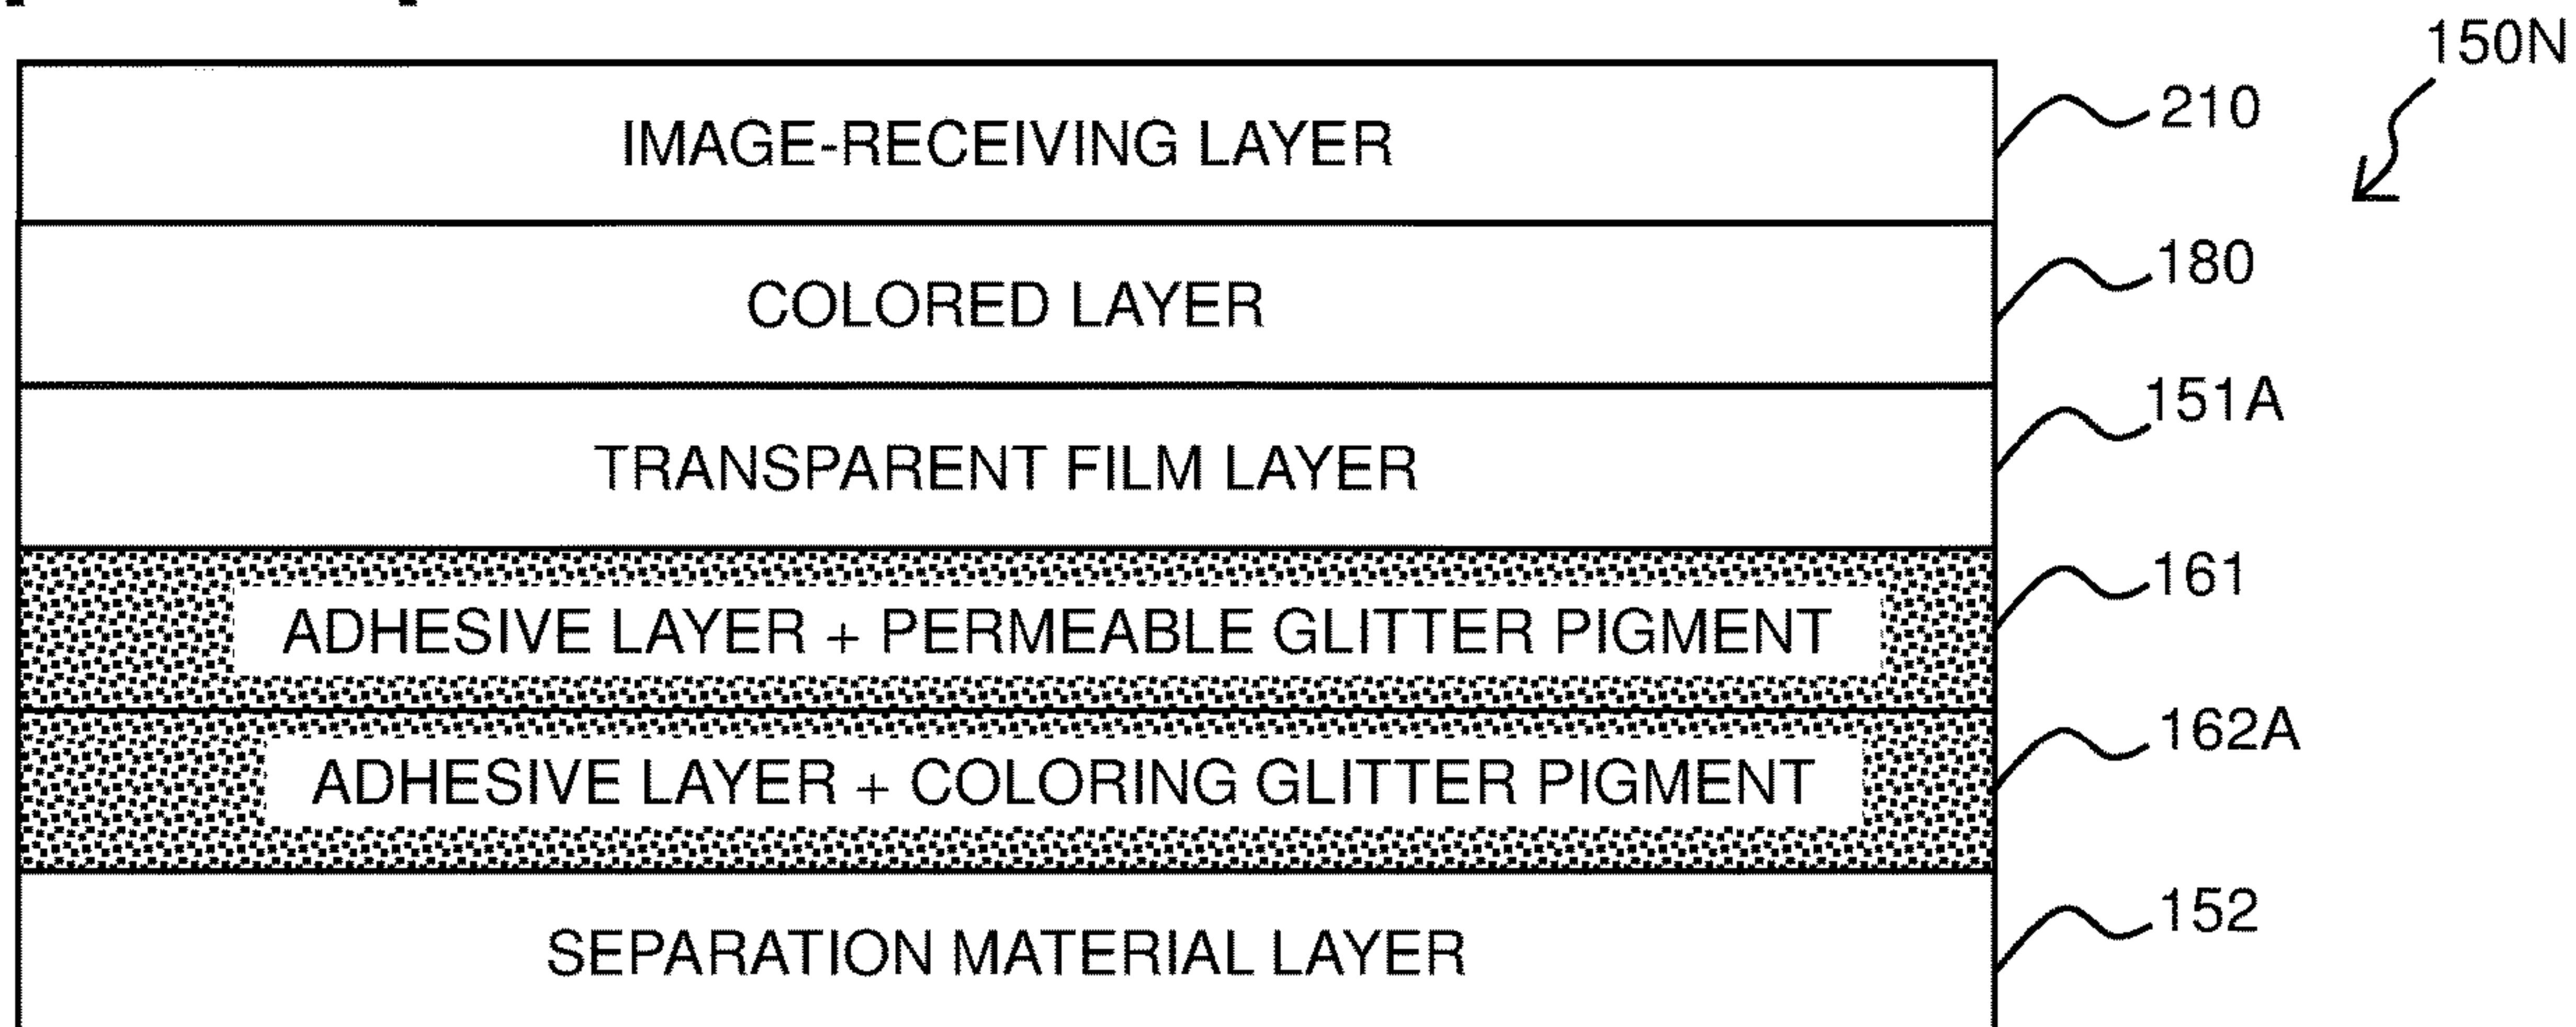 150N
IMAGE-RECEIVING LAYER 210
COLORED LAYER 180
TRANSPARENT FILM LAYER 151A
ADHESIVE LAYER + PERMEABLE GLITTER PIGMENT 161
ADHESIVE LAYER + COLORING GLITTER PIGMENT 162A
SEPARATION MATERIAL LAYER 152